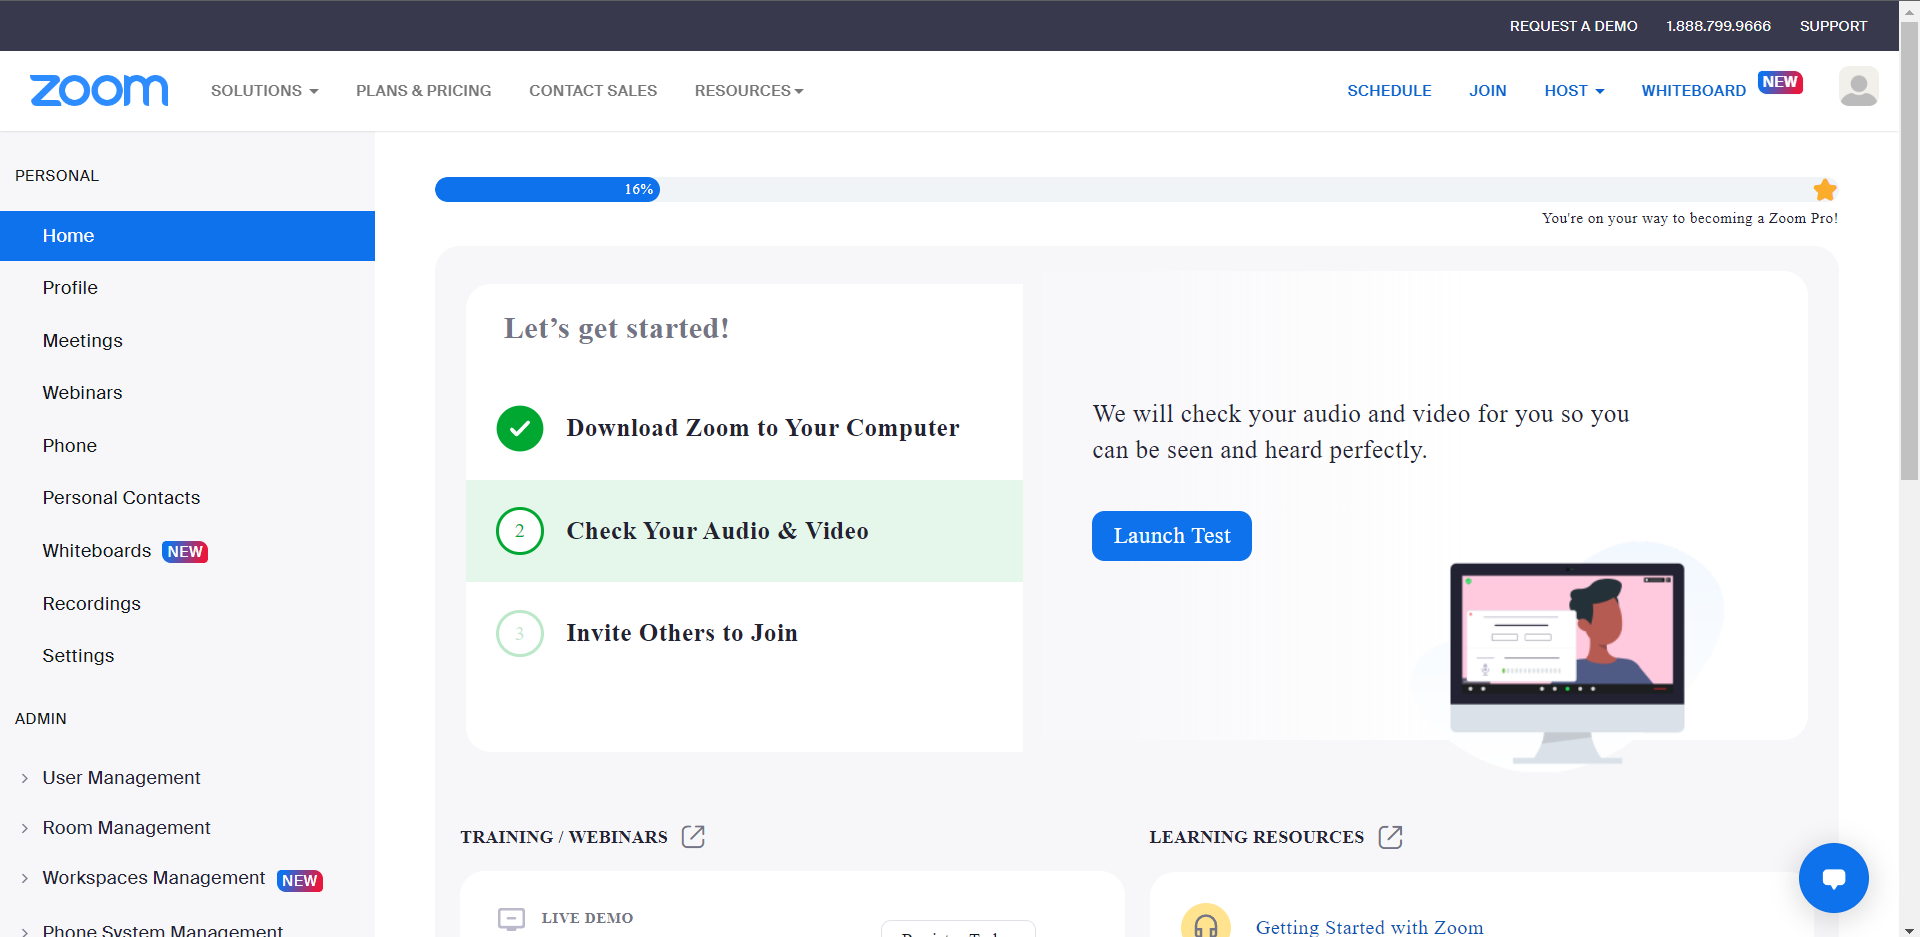 REQUEST A DEMO 1.888.799.9666 SUPPORT
zoom SOLUTIONS PLANS & PRICING CONTACT SALES RESOURCES SCHEDULE JOIN HOST WHITEBOARD NEW
PERSONAL
Home
Profile
Meetings
Webinars
Phone
Personal Contacts
Whiteboards NEW
Recordings
Settings
ADMIN
User Management
Room Management
Workspaces Management NEW
Phone System Management
16%
You're on your way to becoming a Zoom Pro!
Let’s get started!
Download Zoom to Your Computer
2 Check Your Audio & Video
3 Invite Others to Join
We will check your audio and video for you so you
can be seen and heard perfectly.
Launch Test
TRAINING / WEBINARS
LIVE DEMO
LEARNING RESOURCES
Getting Started with Zoom